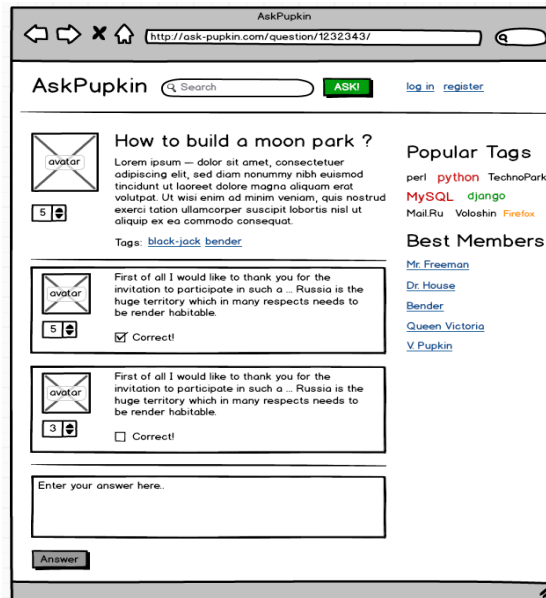 AskPupkin
http://ask-pupkin.com/question/1232343/
AskPupkin Search ASK! log in register
avatar
5
How to build a moon park ?
Lorem ipsum — dolor sit amet, consectetuer
adipiscing elit, sed diam nonummy nibh euismod
tincidunt ut laoreet dolore magna aliquam erat
volutpat. Ut wisi enim ad minim veniam, quis nostrud
exerci tation ullamcorper suscipit lobortis nisl ut
aliquip ex ea commodo consequat.
Tags: black-jack bender
avatar
5
First of all I would like to thank you for the
invitation to participate in such a ... Russia is the
huge territory which in many respects needs to
be render habitable.
Correct!
avatar
3
First of all I would like to thank you for the
invitation to participate in such a ... Russia is the
huge territory which in many respects needs to
be render habitable.
Correct!
Enter your answer here..
Answer
Popular Tags
perl python TechnoPark
MySQL django
Mail.Ru Voloshin Firefox
Best Members
Mr. Freeman
Dr. House
Bender
Queen Victoria
V. Pupkin